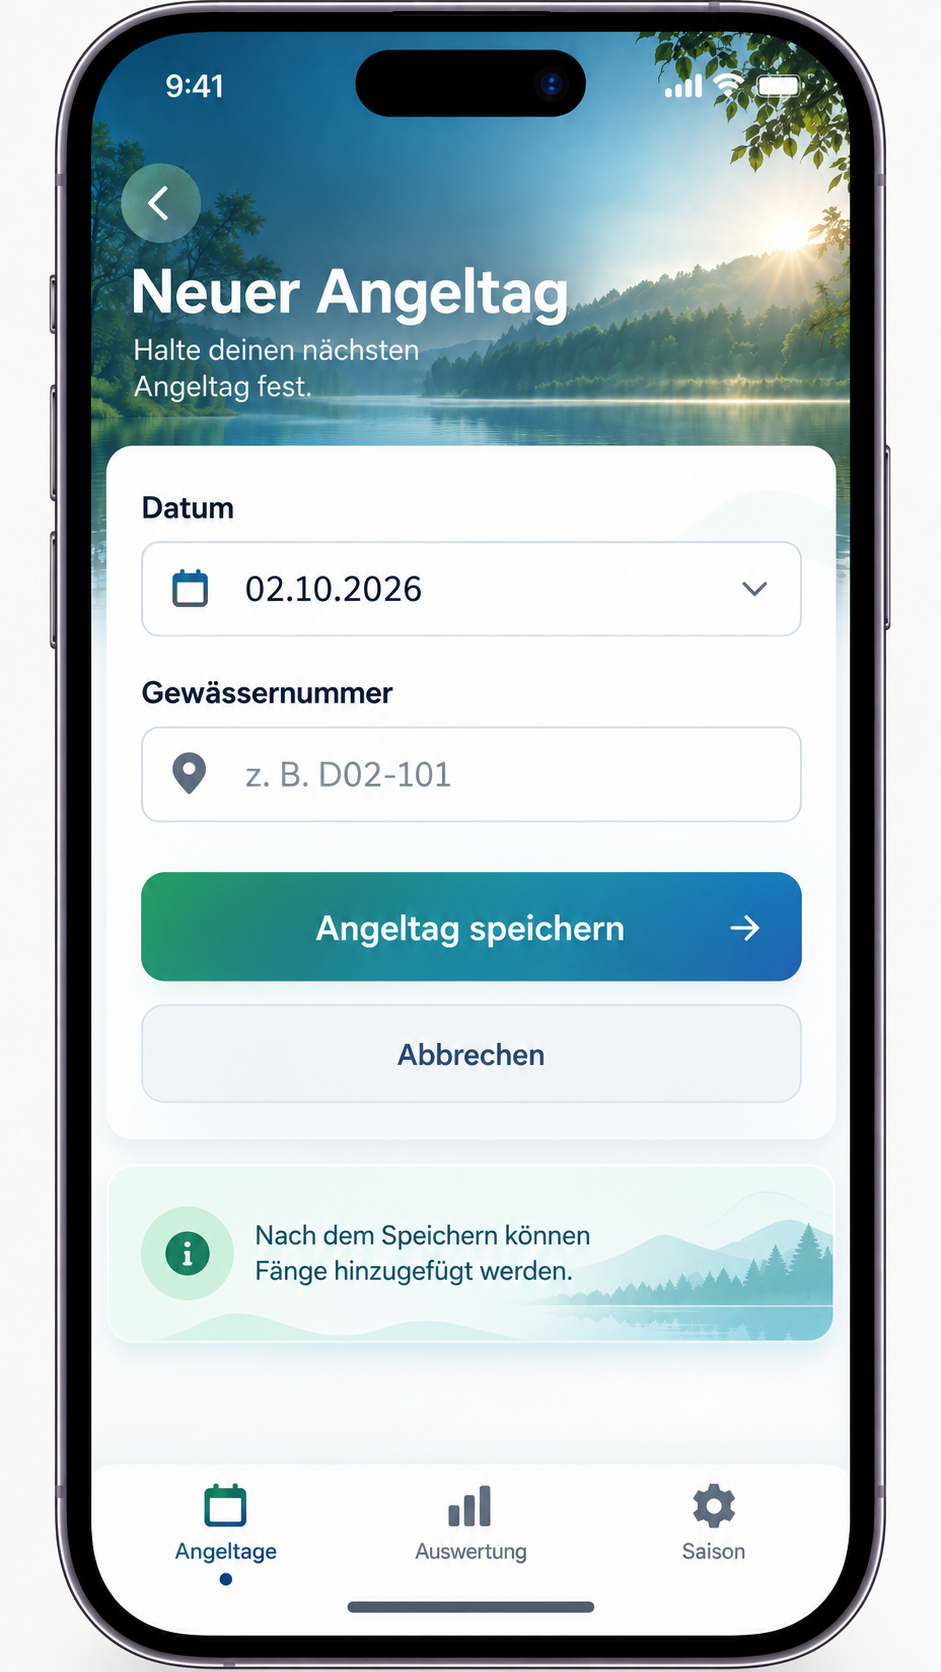 9:41
Neuer Angeltag
Halte deinen nächsten
Angeltag fest.
Datum
02.10.2026
Gewässernummer
z. B. D02-101
Angeltag speichern
Abbrechen
Nach dem Speichern können
Fänge hinzugefügt werden.
Angeltage
Auswertung
Saison